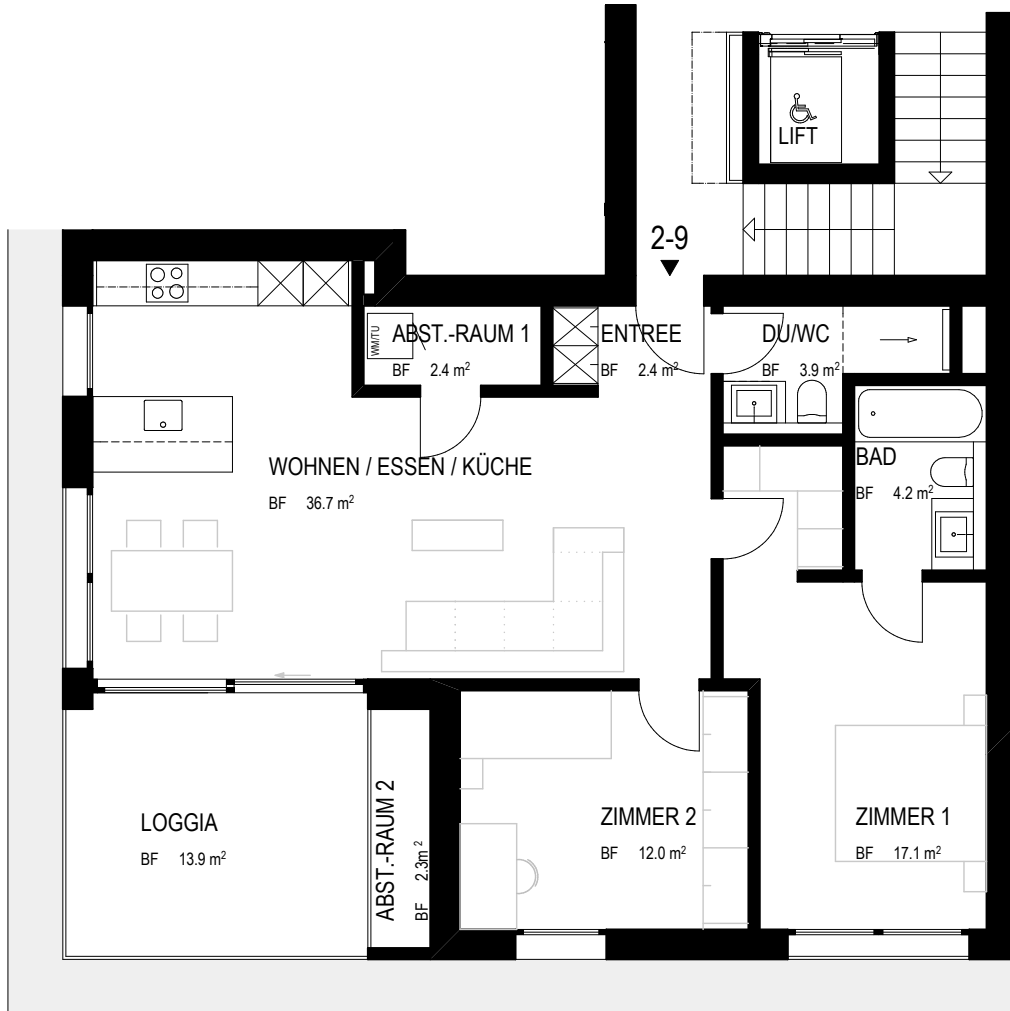 LIFT
2-9
WM/TU
ABST.-RAUM 1
BF 2.4 m²
ENTREE
BF 2.4 m²
DU/WC
BF 3.9 m²
WOHNEN / ESSEN / KÜCHE
BF 36.7 m²
BAD
BF 4.2 m²
LOGGIA
BF 13.9 m²
ABST.-RAUM 2
BF 2.3m²
ZIMMER 2
BF 12.0 m²
ZIMMER 1
BF 17.1 m²